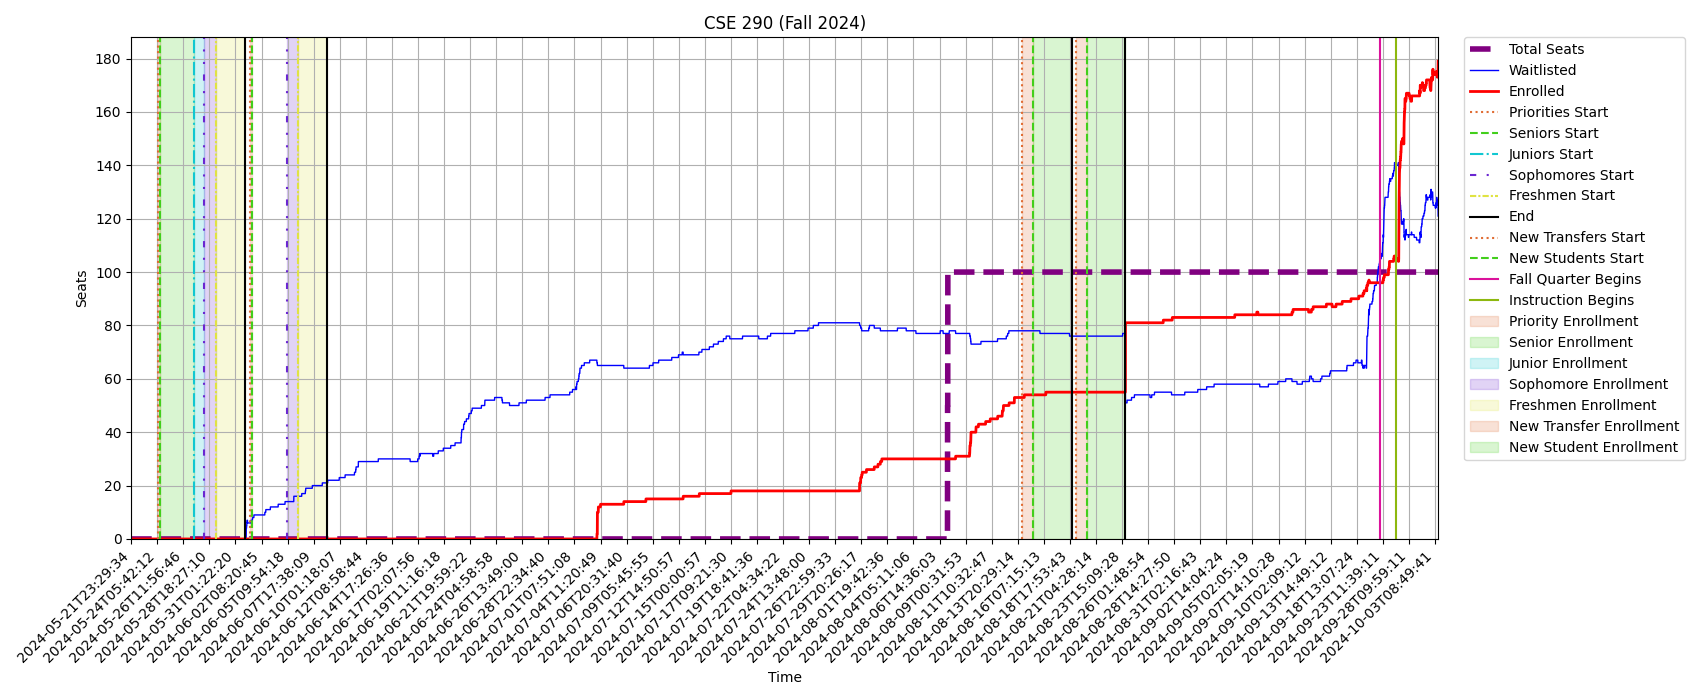 CSE 290 (Fall 2024)
180
160
140
120
100
80
60
40
20
0
Seats
2024-05-21T23:29:34
2024-05-24T05:42:12
2024-05-26T11:56:46
2024-05-28T18:27:10
2024-05-31T01:22:20
2024-06-02T08:20:45
2024-06-05T09:54:18
2024-06-07T17:38:09
2024-06-10T01:18:07
2024-06-12T08:58:44
2024-06-14T17:26:36
2024-06-17T02:07:56
2024-06-19T11:16:18
2024-06-21T19:59:22
2024-06-24T04:58:58
2024-06-26T13:49:00
2024-06-28T22:34:40
2024-07-01T07:51:08
2024-07-04T11:20:49
2024-07-06T20:31:40
2024-07-09T05:45:55
2024-07-12T14:50:57
2024-07-15T00:00:57
2024-07-17T09:21:30
2024-07-19T18:41:36
2024-07-22T04:34:22
2024-07-24T13:48:00
2024-07-26T22:59:33
2024-07-29T20:26:17
2024-08-01T19:42:36
2024-08-04T05:11:06
2024-08-06T14:36:03
2024-08-09T00:31:53
2024-08-11T10:32:47
2024-08-13T20:29:14
2024-08-16T07:15:13
2024-08-18T17:53:43
2024-08-21T04:28:14
2024-08-23T15:09:28
2024-08-26T01:48:54
2024-08-28T14:27:50
2024-08-31T02:16:43
2024-09-02T14:04:24
2024-09-05T02:05:19
2024-09-07T14:10:28
2024-09-10T02:09:12
2024-09-13T14:49:12
2024-09-18T13:07:24
2024-09-23T11:39:11
2024-09-28T09:59:11
2024-10-03T08:49:41
Time
Total Seats
Waitlisted
Enrolled
Priorities Start
Seniors Start
Juniors Start
Sophomores Start
Freshmen Start
End
New Transfers Start
New Students Start
Fall Quarter Begins
Instruction Begins
Priority Enrollment
Senior Enrollment
Junior Enrollment
Sophomore Enrollment
Freshmen Enrollment
New Transfer Enrollment
New Student Enrollment